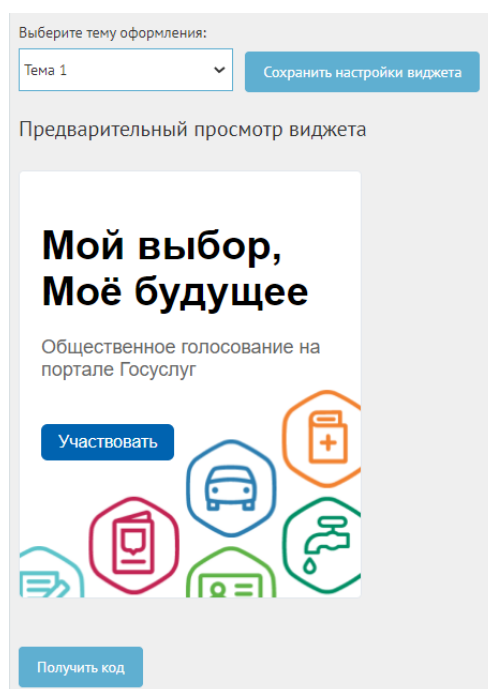 Выберите тему оформления:
Тема 1
Сохранить настройки виджета
Предварительный просмотр виджета
Мой выбор,
Моё будущее
Общественное голосование на
портале Госуслуг
Участвовать
Получить код